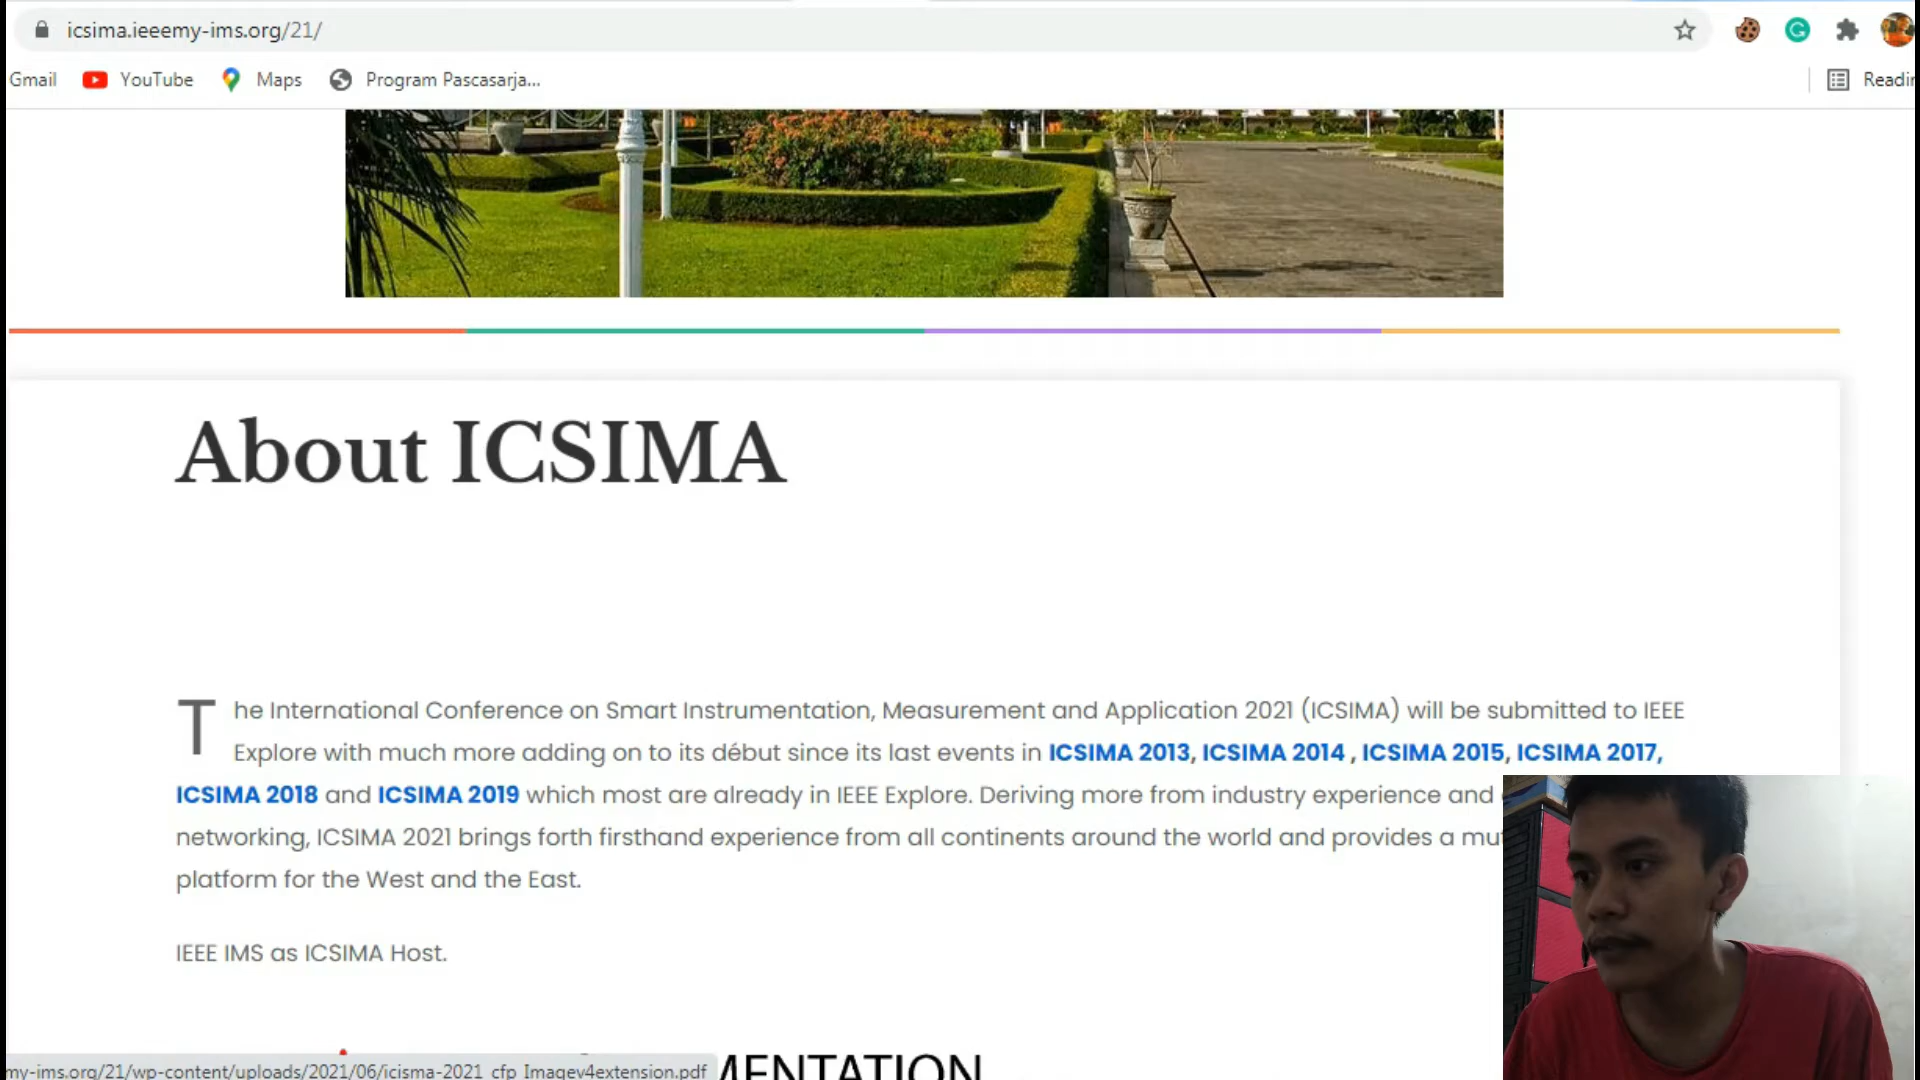 icsima.ieeemy-ims.org/21/
Gmail YouTube Maps Program Pascasarja...
About ICSIMA
The International Conference on Smart Instrumentation, Measurement and Application 2021 (ICSIMA) will be submitted to IEEE
Explore with much more adding on to its début since its last events in ICSIMA 2013, ICSIMA 2014 , ICSIMA 2015, ICSIMA 2017,
ICSIMA 2018 and ICSIMA 2019 which most are already in IEEE Explore. Deriving more from industry experience and
networking, ICSIMA 2021 brings forth firsthand experience from all continents around the world and provides a
platform for the West and the East.
IEEE IMS as ICSIMA Host.
my-ims.org/21/wp-content/uploads/2021/06/icisma-2021_cfp_Imagev4extension.pdf